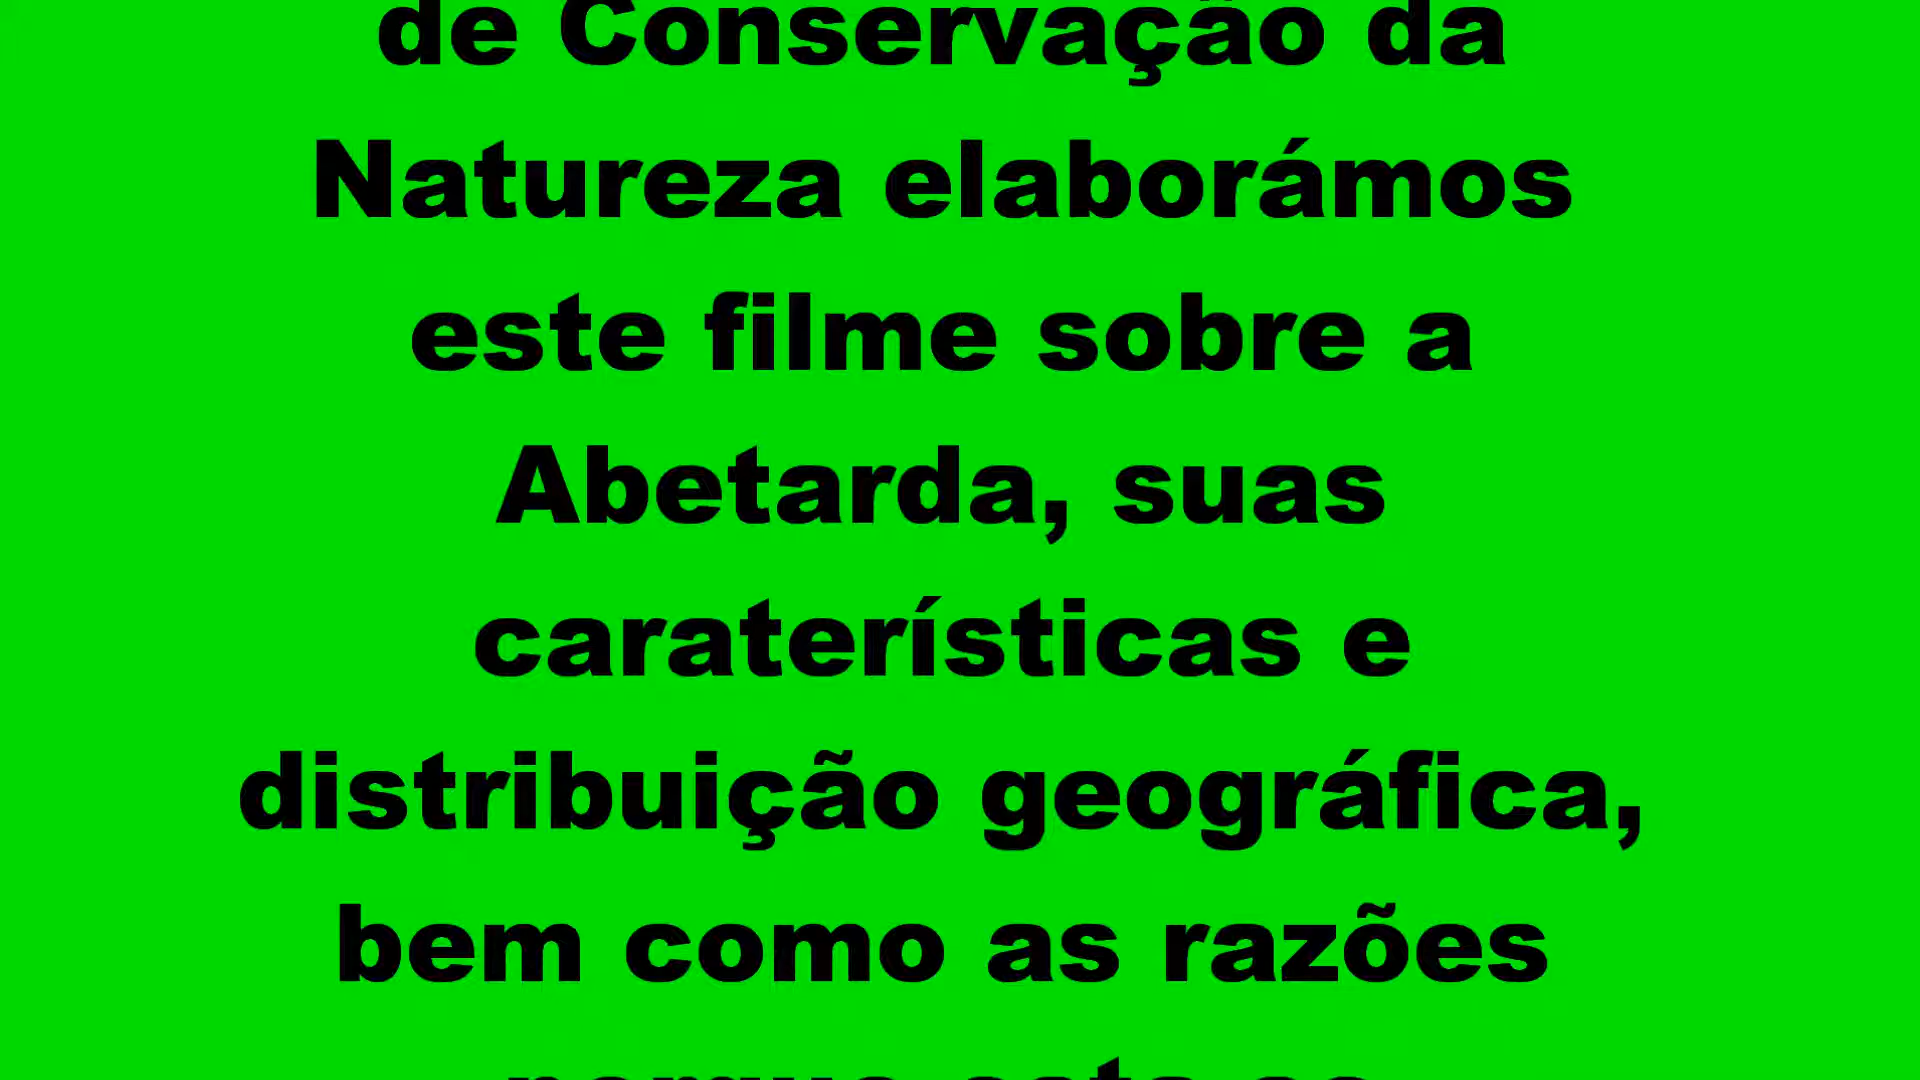 de Conservação da
Natureza elaborámos
este filme sobre a
Abetarda, suas
caraterísticas e
distribuição geográfica,
bem como as razões